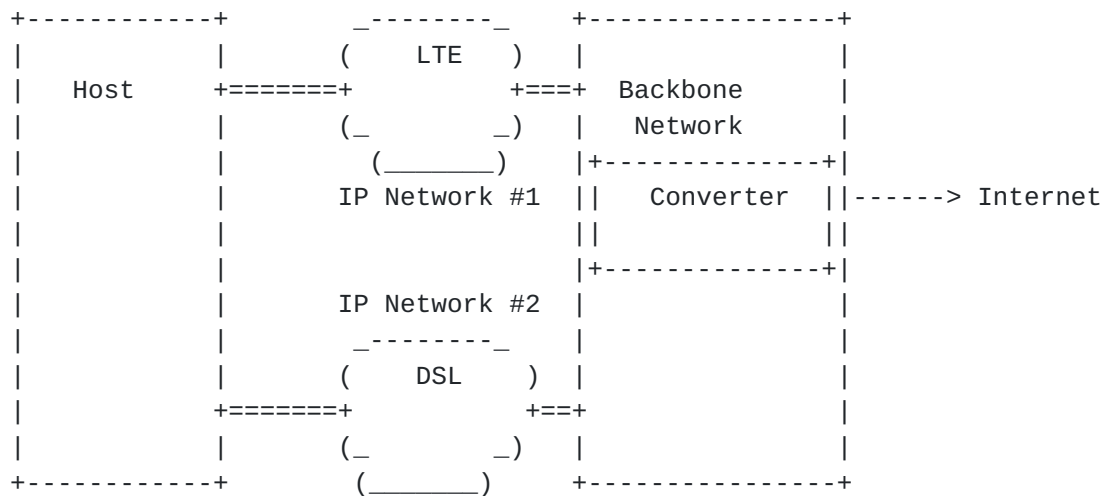 LTE
Host Backbone
Network
IP Network #1 Converter ------> Internet
IP Network #2
DSL